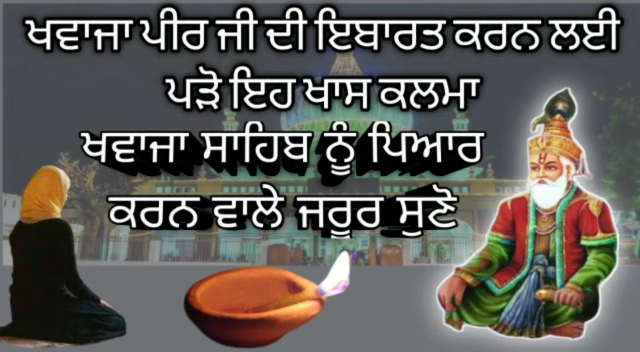 ਖਵਾਜਾ ਪੀਰ ਜੀ ਦੀ ਇਬਾਰਤ ਕਰਨ ਲਈ
ਪੜੋ ਇਹ ਖਾਸ ਕਲਮਾ
ਖਵਾਜਾ ਸਾਹਿਬ ਨੂੰ ਪਿਆਰ
ਕਰਨ ਵਾਲੇ ਜਰੂਰ ਸੁਣੋ